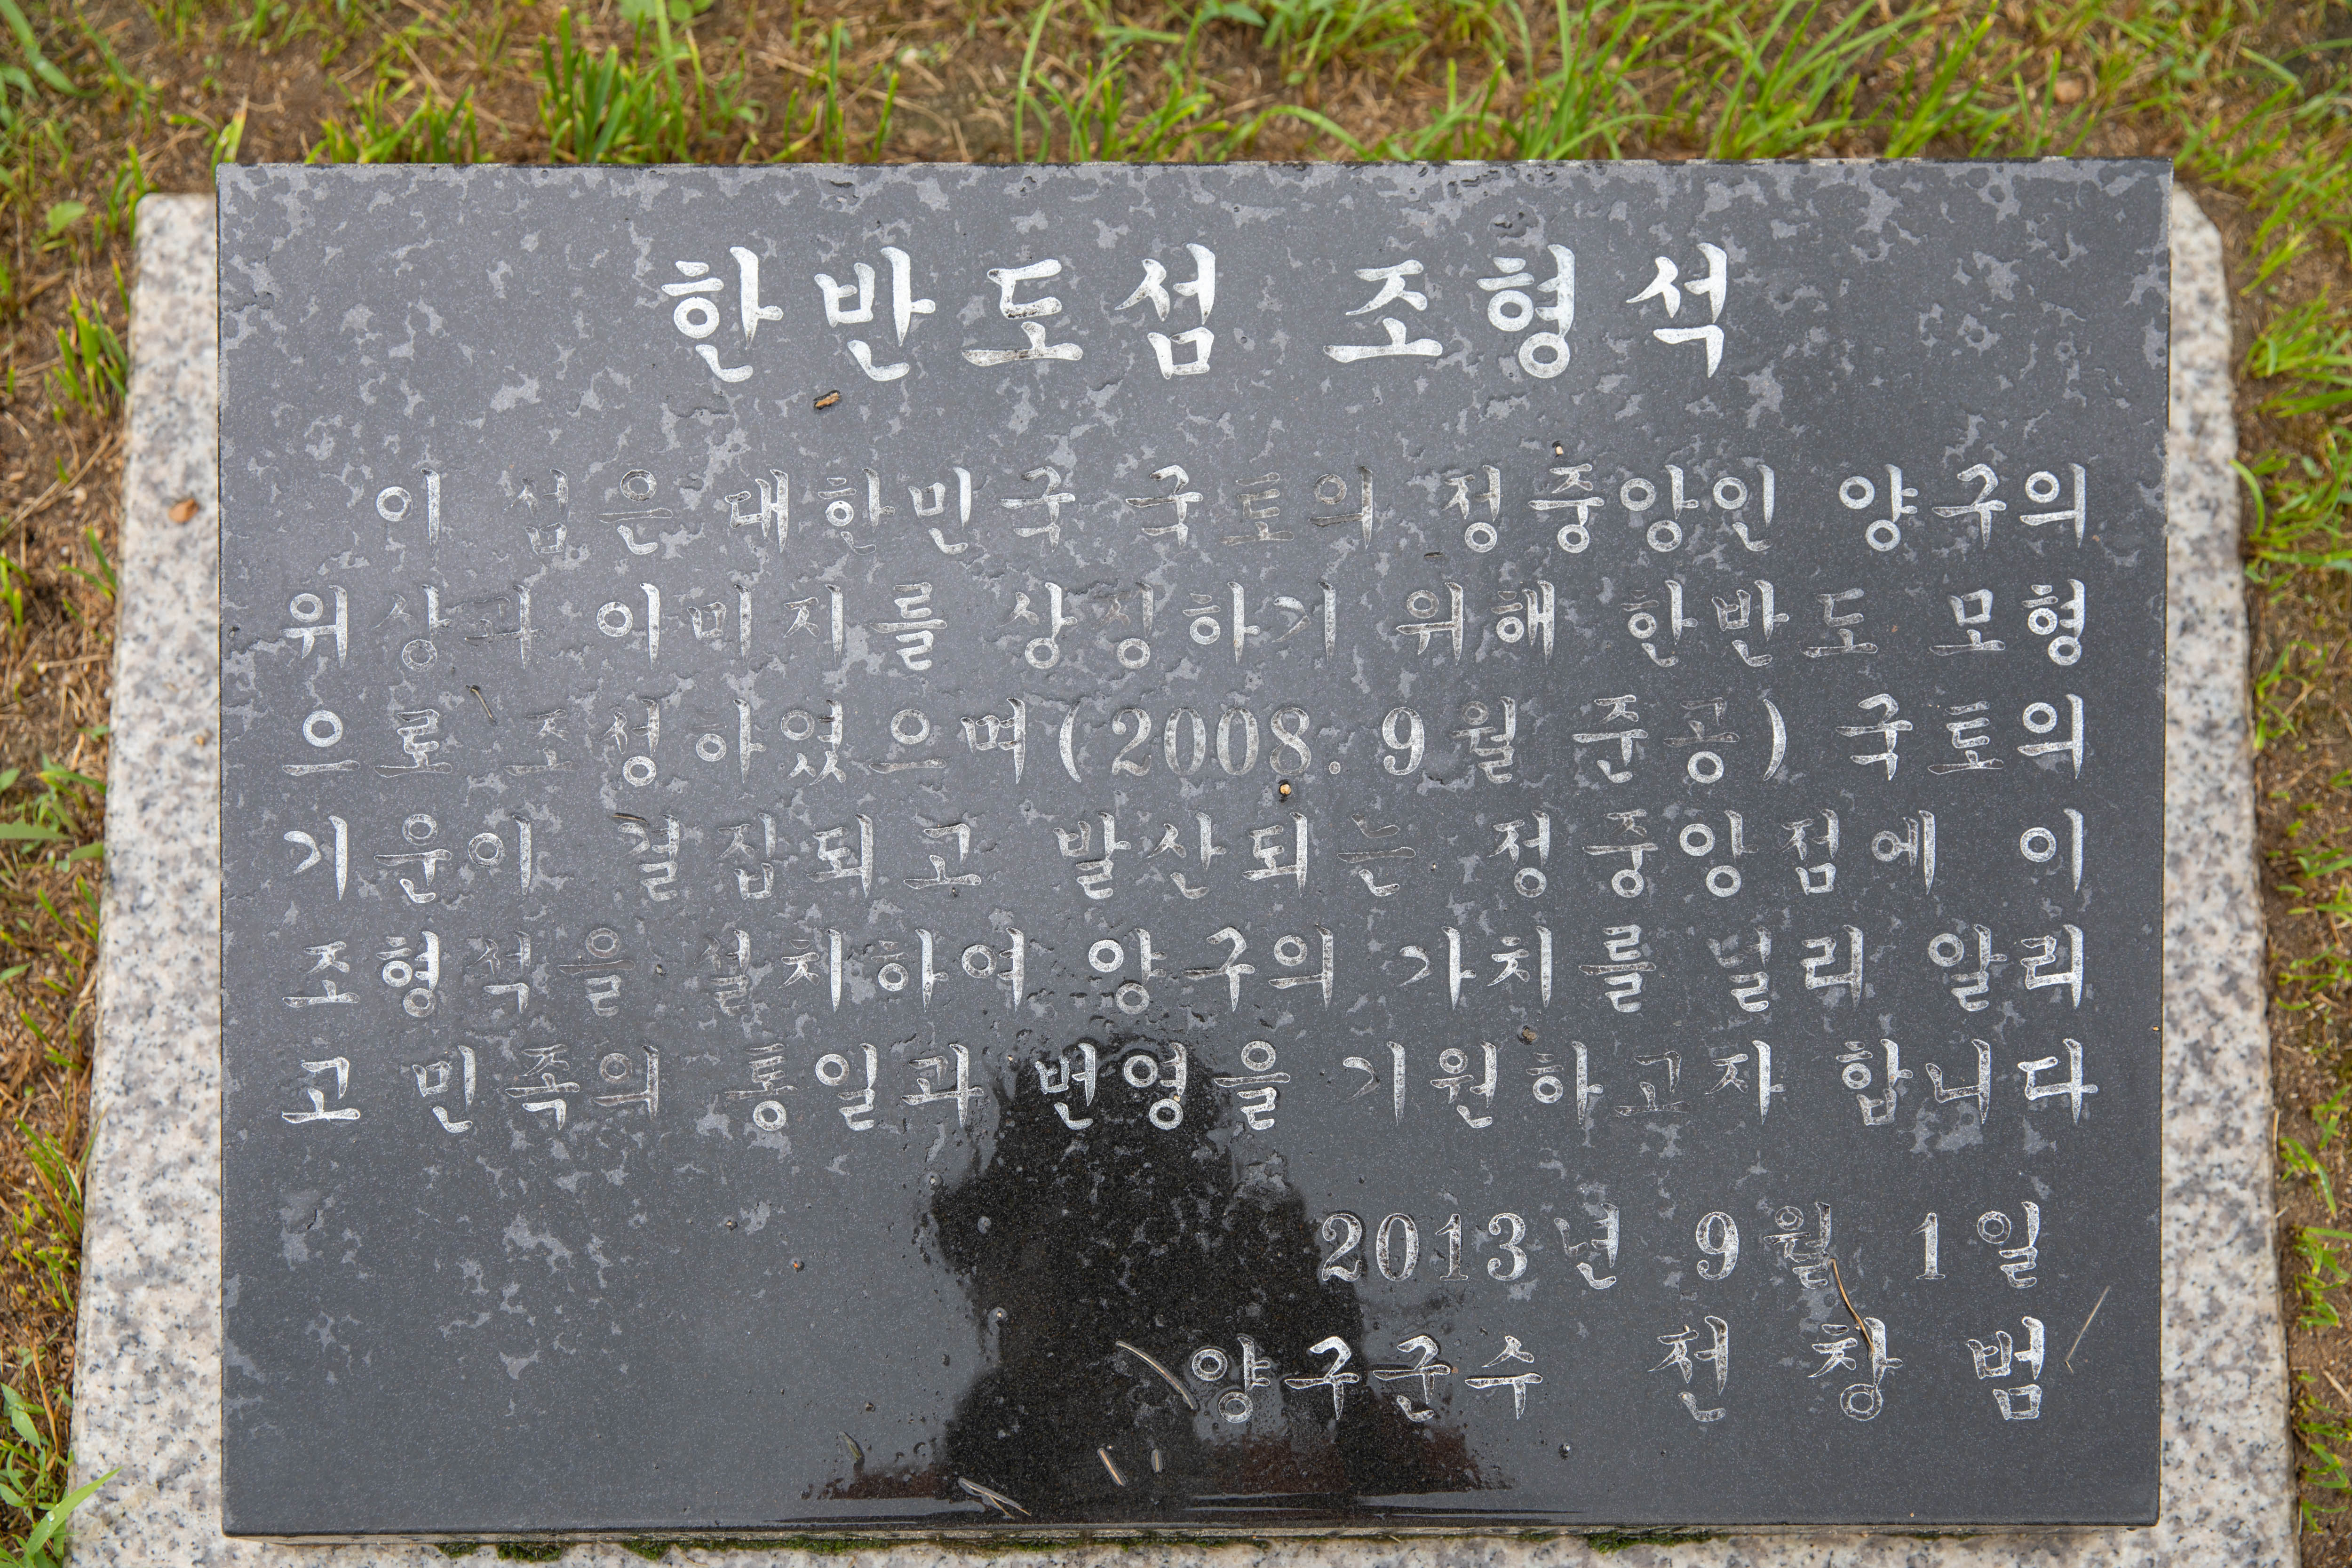 한반도섬 조형석
이 섬은 대한민국 국토의 정중앙인 양구의
위상과 이미지를 상징하기 위해 한반도 모형
으로 조성하였으며(2008. 9월 준공) 국토의
기운이 결집되고 발산되는 정중앙점에 이
조형석을 설치하여 양구의 가치를 널리 알리
고 민족의 통일과 번영을 기원하고자 합니다
2013년 9월 1일
양구군수 전 창 범